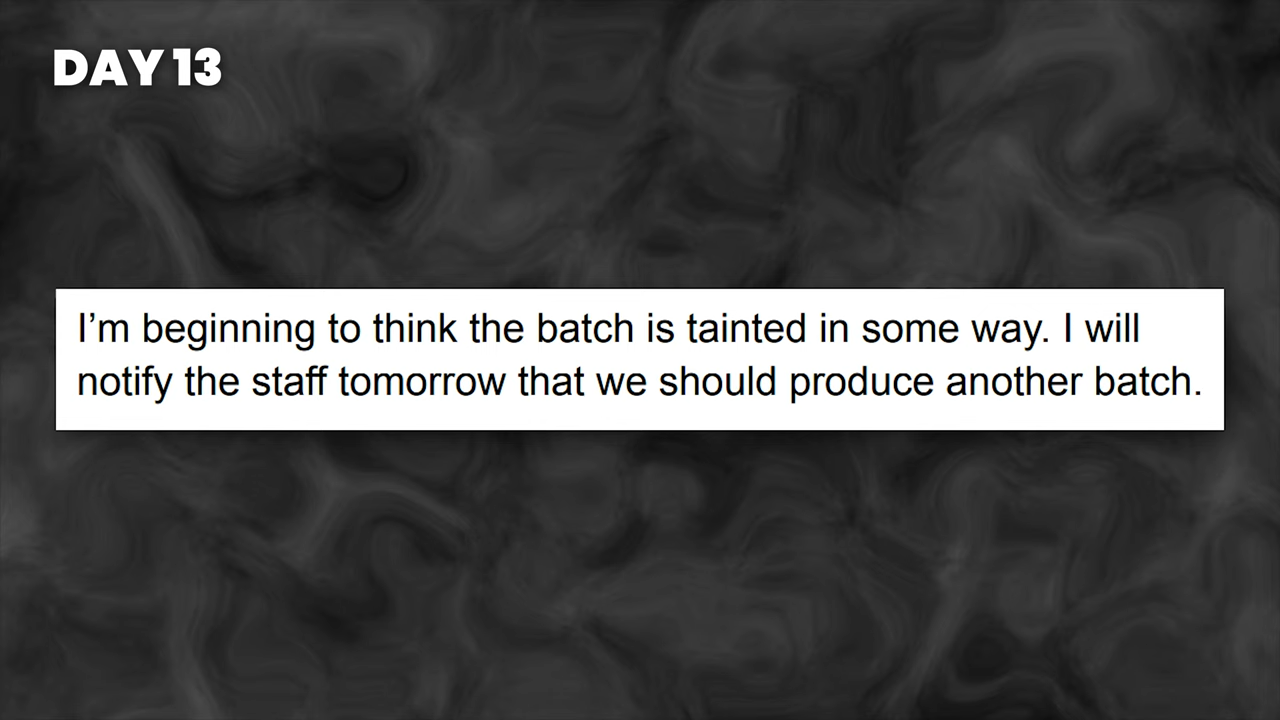 DAY 13
I’m beginning to think the batch is tainted in some way. I will
notify the staff tomorrow that we should produce another batch.